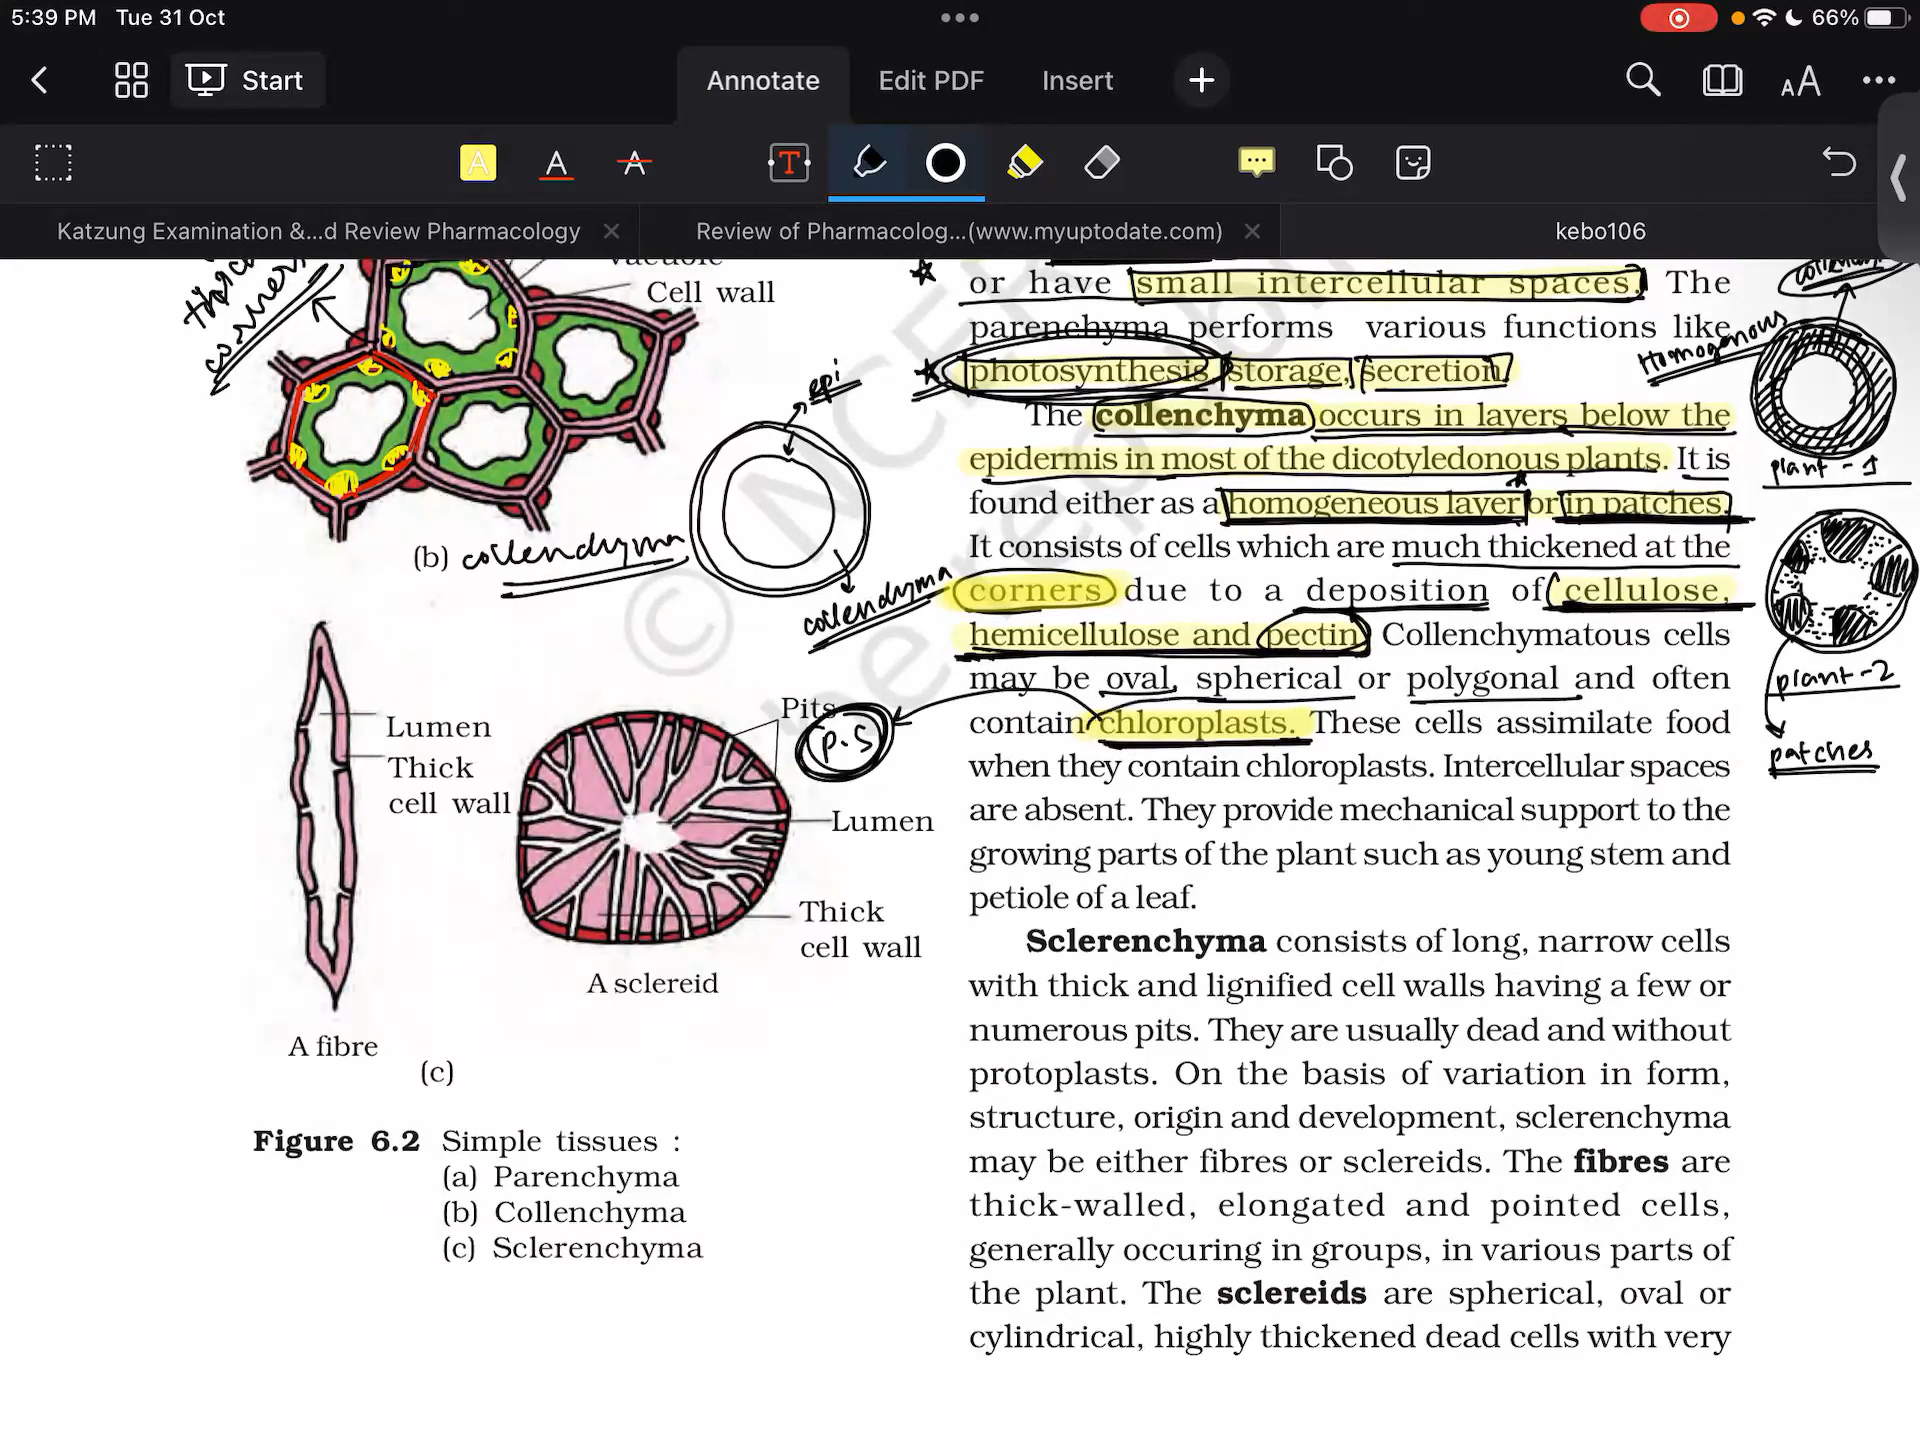 5:39 PM Tue 31 Oct
66%
Start
Annotate
Edit PDF
Insert
Katzung Examination &...d Review Pharmacology
Review of Pharmacolog...(www.myuptodate.com)
kebo106
thick
corners
Vacuole
Cell wall
epi
(b) collenchyma
collenchyma
Lumen
Thick
cell wall
Pits
P.S
Lumen
Thick
cell wall
A sclereid
A fibre
(c)
Figure 6.2 Simple tissues :
(a) Parenchyma
(b) Collenchyma
(c) Sclerenchyma
or have small intercellular spaces. The
parenchyma performs various functions like
photosynthesis, storage, secretion.
The collenchyma occurs in layers below the
epidermis in most of the dicotyledonous plants. It is
found either as a homogeneous layer or in patches.
It consists of cells which are much thickened at the
corners due to a deposition of cellulose,
hemicellulose and pectin. Collenchymatous cells
may be oval, spherical or polygonal and often
contain chloroplasts. These cells assimilate food
when they contain chloroplasts. Intercellular spaces
are absent. They provide mechanical support to the
growing parts of the plant such as young stem and
petiole of a leaf.
Sclerenchyma consists of long, narrow cells
with thick and lignified cell walls having a few or
numerous pits. They are usually dead and without
protoplasts. On the basis of variation in form,
structure, origin and development, sclerenchyma
may be either fibres or sclereids. The fibres are
thick-walled, elongated and pointed cells,
generally occuring in groups, in various parts of
the plant. The sclereids are spherical, oval or
cylindrical, highly thickened dead cells with very
Homogenous
plant-1
plant-2
patches